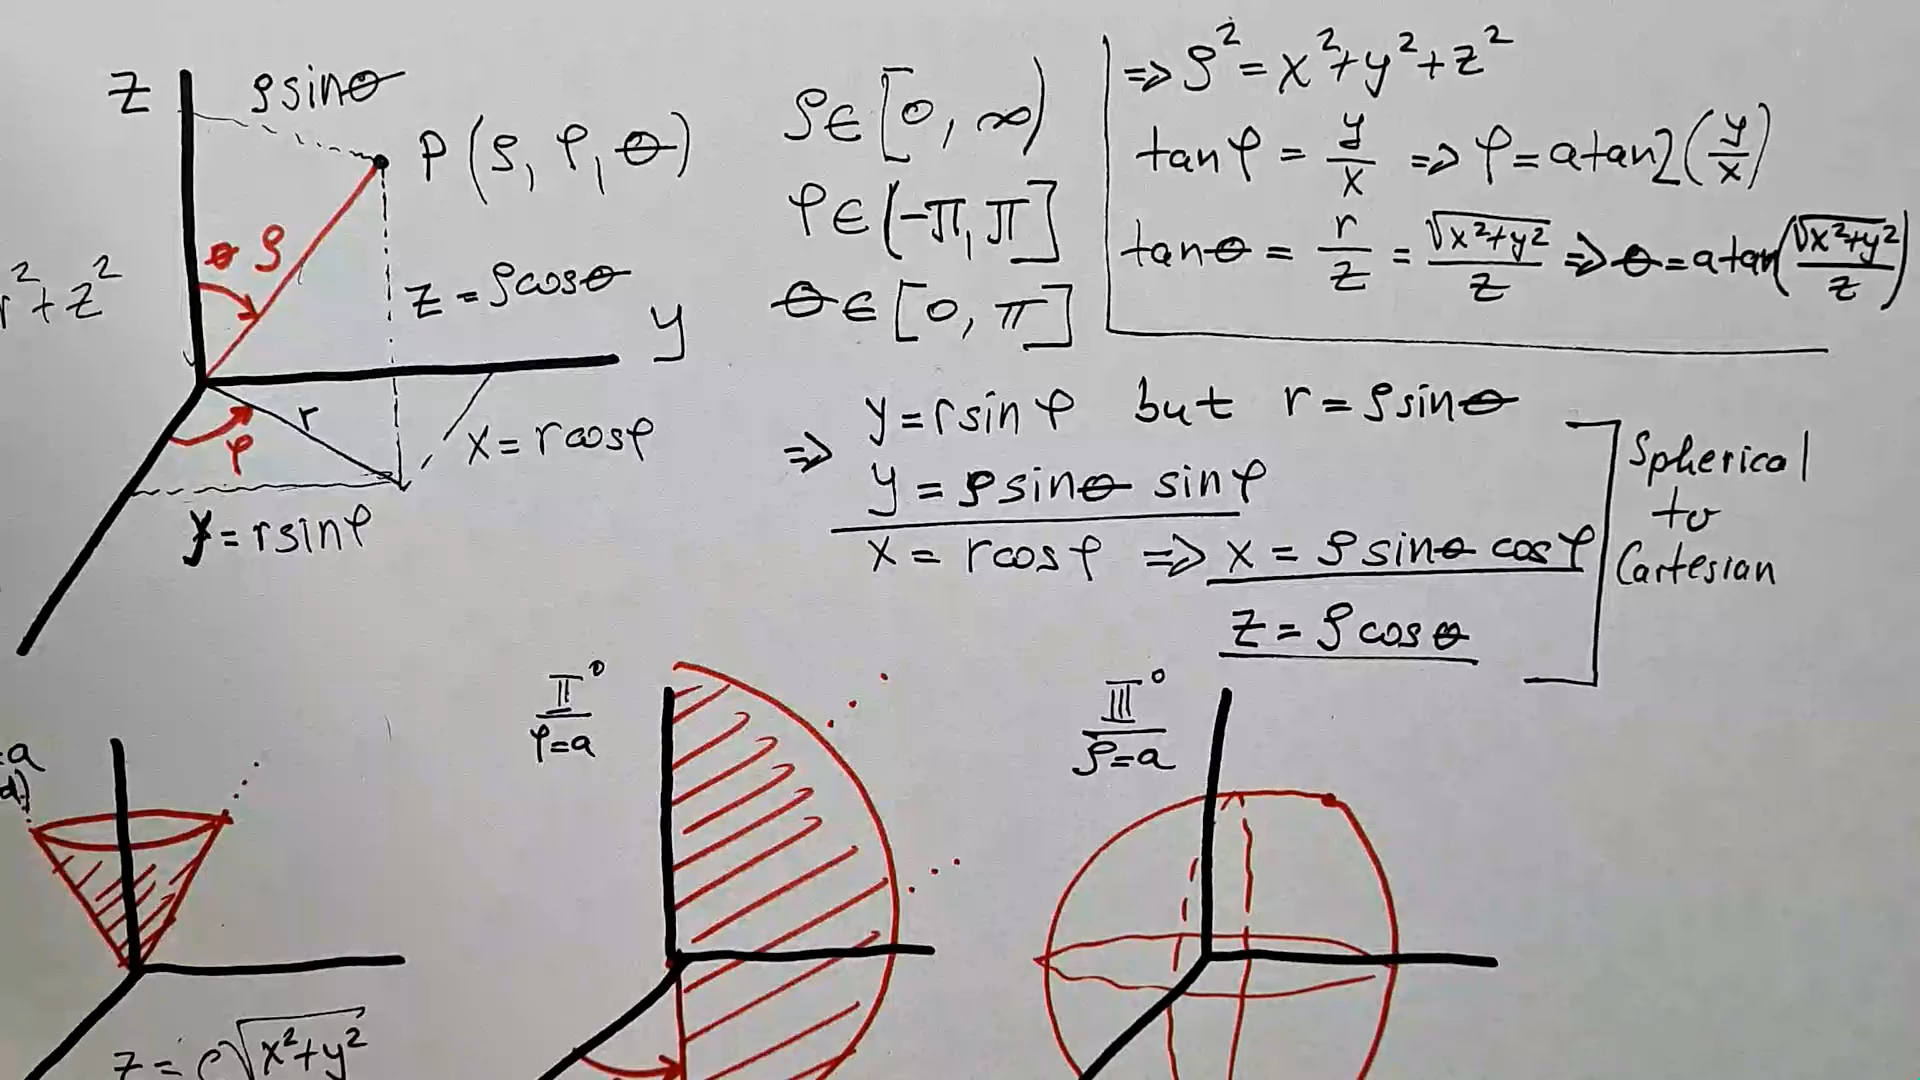 z
ρsinθ
P(ρ, φ, θ)
θ ρ
r²+z²
z = ρcosθ
y
r
φ
x = rcosφ
y = rsinφ
ρ∈[0, ∞)
φ∈(-π, π]
θ∈[0, π]
=> ρ² = x²+y²+z²
tanφ = y/x => φ = atan2(y/x)
tanθ = r/z = √(x²+y²)/z => θ = atan(√(x²+y²)/z)
y = rsinφ but r = ρsinθ
=> y = ρsinθ sinφ
x = rcosφ => x = ρsinθ cosφ
z = ρcosθ
Spherical
to
Cartesian
=a
d)
z = c√(x²+y²)
II°
φ=a
III°
ρ=a